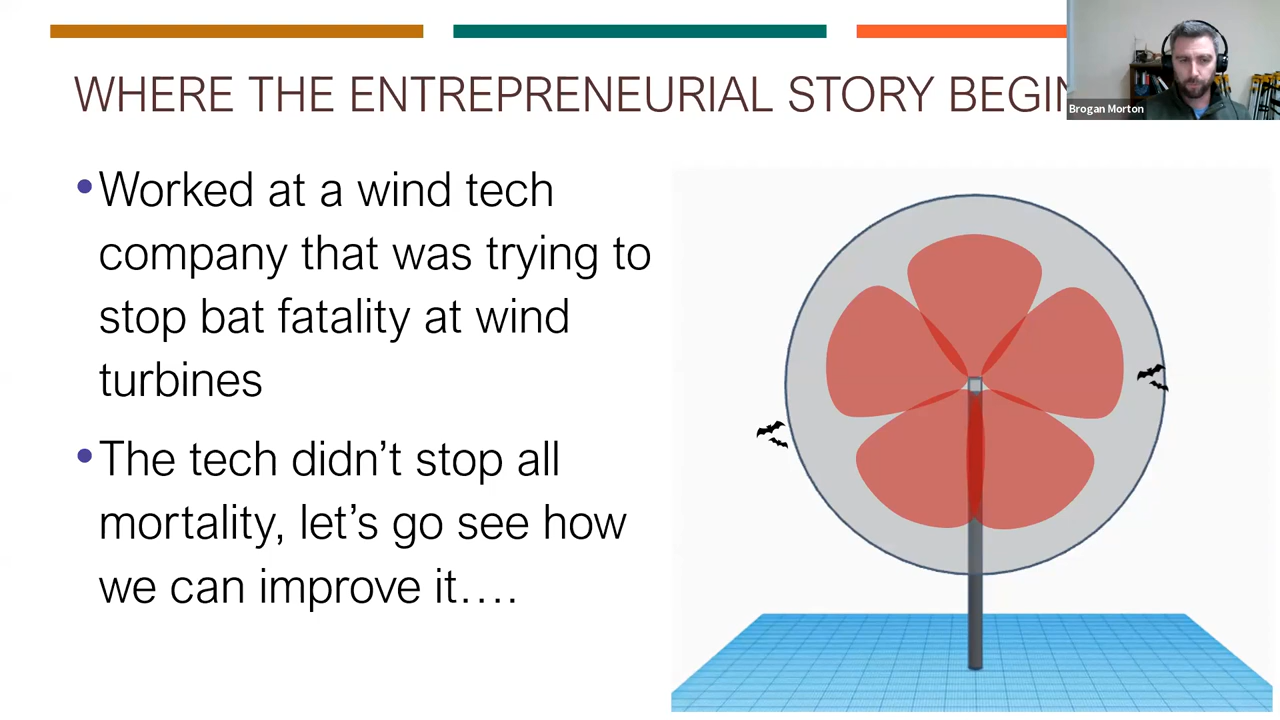 WHERE THE ENTREPRENEURIAL STORY BEGIN
Brogan Morton
•Worked at a wind tech
company that was trying to
stop bat fatality at wind
turbines
•The tech didn’t stop all
mortality, let’s go see how
we can improve it….